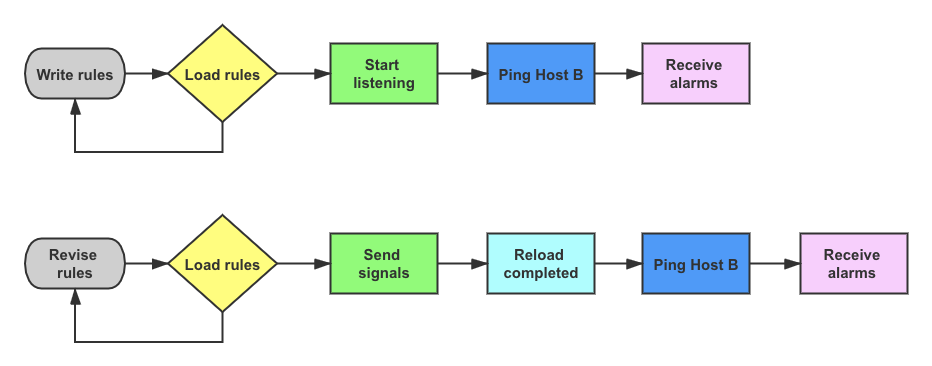 Write rules
Load rules
Start
listening
Ping Host B
Receive
alarms
Revise
rules
Load rules
Send
signals
Reload
completed
Ping Host B
Receive
alarms